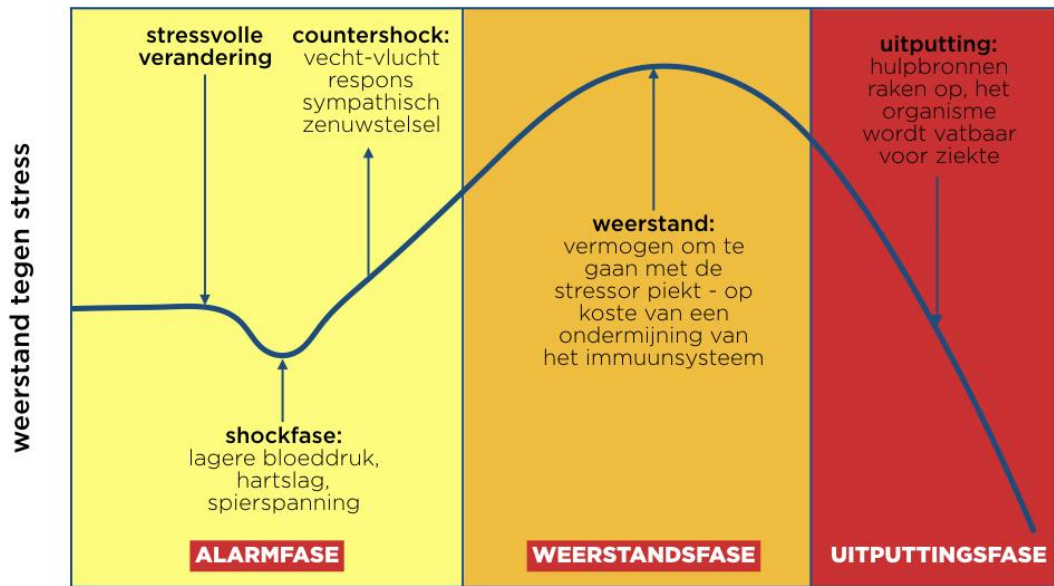 weerstand tegen stress
stressvolle
verandering
countershock:
vecht-vlucht
respons
sympathisch
zenuwstelsel
shockfase:
lagere bloeddruk,
hartslag,
spierspanning
ALARMFASE
weerstand:
vermogen om te
gaan met de
stressor piekt - op
koste van een
ondermijning van
het immuunsysteem
WEERSTANDSFASE
uitputting:
hulpbronnen
raken op, het
organisme
wordt vatbaar
voor ziekte
UITPUTTINGSFASE